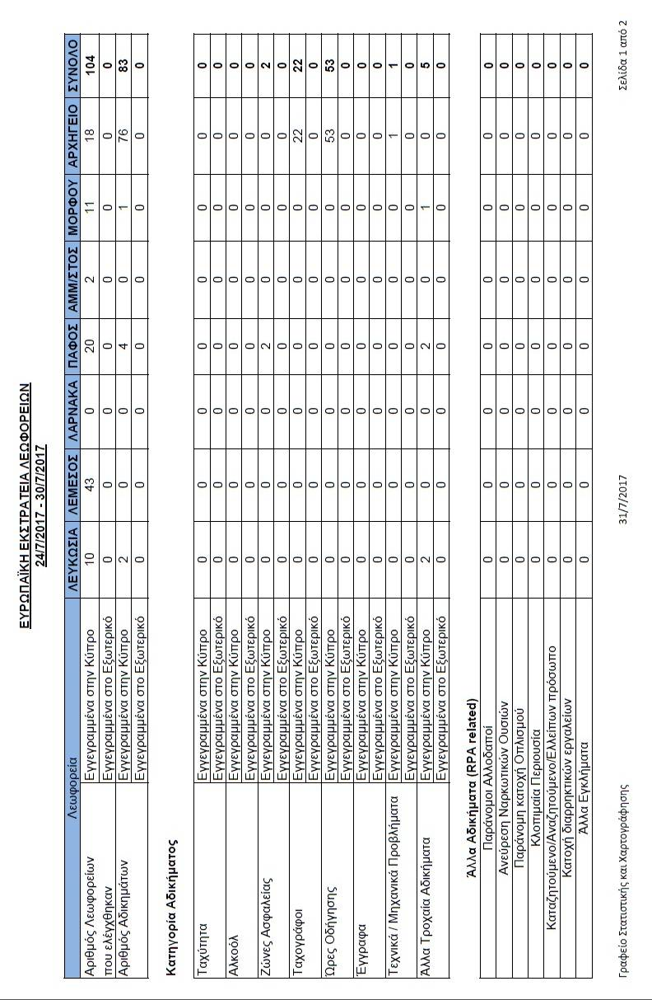 ΕΥΡΩΠΑΪΚΗ ΕΚΣΤΡΑΤΕΙΑ ΛΕΩΦΟΡΕΙΩΝ
24/7/2017 - 30/7/2017
Λεωφορεία ΛΕΥΚΩΣΙΑ ΛΕΜΕΣΟΣ ΛΑΡΝΑΚΑ ΠΑΦΟΣ ΑΜΜ/ΣΤΟΣ ΜΟΡΦΟΥ ΑΡΧΗΓΕΙΟ ΣΥΝΟΛΟ
Αριθμός Λεωφορείων Εγγεγραμμένα στην Κύπρο 10 43 0 20 2 11 18 104
που ελέγχθηκαν Εγγεγραμμένα στο Εξωτερικό 0 0 0 0 0 0 0 0
Αριθμός Αδικημάτων Εγγεγραμμένα στην Κύπρο 2 0 0 4 0 1 76 83
Εγγεγραμμένα στο Εξωτερικό 0 0 0 0 0 0 0 0
Κατηγορία Αδικήματος
Ταχύτητα Εγγεγραμμένα στην Κύπρο 0 0 0 0 0 0 0 0
Εγγεγραμμένα στο Εξωτερικό 0 0 0 0 0 0 0 0
Αλκοόλ Εγγεγραμμένα στην Κύπρο 0 0 0 0 0 0 0 0
Εγγεγραμμένα στο Εξωτερικό 0 0 0 0 0 0 0 0
Ζώνες Ασφαλείας Εγγεγραμμένα στην Κύπρο 0 0 0 2 0 0 0 2
Εγγεγραμμένα στο Εξωτερικό 0 0 0 0 0 0 0 0
Ταχογράφοι Εγγεγραμμένα στην Κύπρο 0 0 0 0 0 0 22 22
Εγγεγραμμένα στο Εξωτερικό 0 0 0 0 0 0 0 0
Ώρες Οδήγησης Εγγεγραμμένα στην Κύπρο 0 0 0 0 0 0 53 53
Εγγεγραμμένα στο Εξωτερικό 0 0 0 0 0 0 0 0
Έγγραφα Εγγεγραμμένα στην Κύπρο 0 0 0 0 0 0 0 0
Εγγεγραμμένα στο Εξωτερικό 0 0 0 0 0 0 0 0
Τεχνικά / Μηχανικά Προβλήματα Εγγεγραμμένα στην Κύπρο 0 0 0 0 0 0 1 1
Εγγεγραμμένα στο Εξωτερικό 0 0 0 0 0 0 0 0
Άλλα Τροχαία Αδικήματα Εγγεγραμμένα στην Κύπρο 2 0 0 2 0 1 0 5
Εγγεγραμμένα στο Εξωτερικό 0 0 0 0 0 0 0 0
Άλλα Αδικήματα (RPA related)
Παράνομοι Αλλοδαποί 0 0 0 0 0 0 0 0
Ανεύρεση Ναρκωτικών Ουσιών 0 0 0 0 0 0 0 0
Παράνομη κατοχή Οπλισμού 0 0 0 0 0 0 0 0
Κλοπιμαία Περιουσία 0 0 0 0 0 0 0 0
Καταζητούμενο/Αναζητούμενο/Ελλείπων πρόσωπο 0 0 0 0 0 0 0 0
Κατοχή διαρρηκτικών εργαλείων 0 0 0 0 0 0 0 0
Άλλα Εγκλήματα 0 0 0 0 0 0 0 0
Γραφείο Στατιστικής και Χαρτογράφησης 31/7/2017 Σελίδα 1 από 2